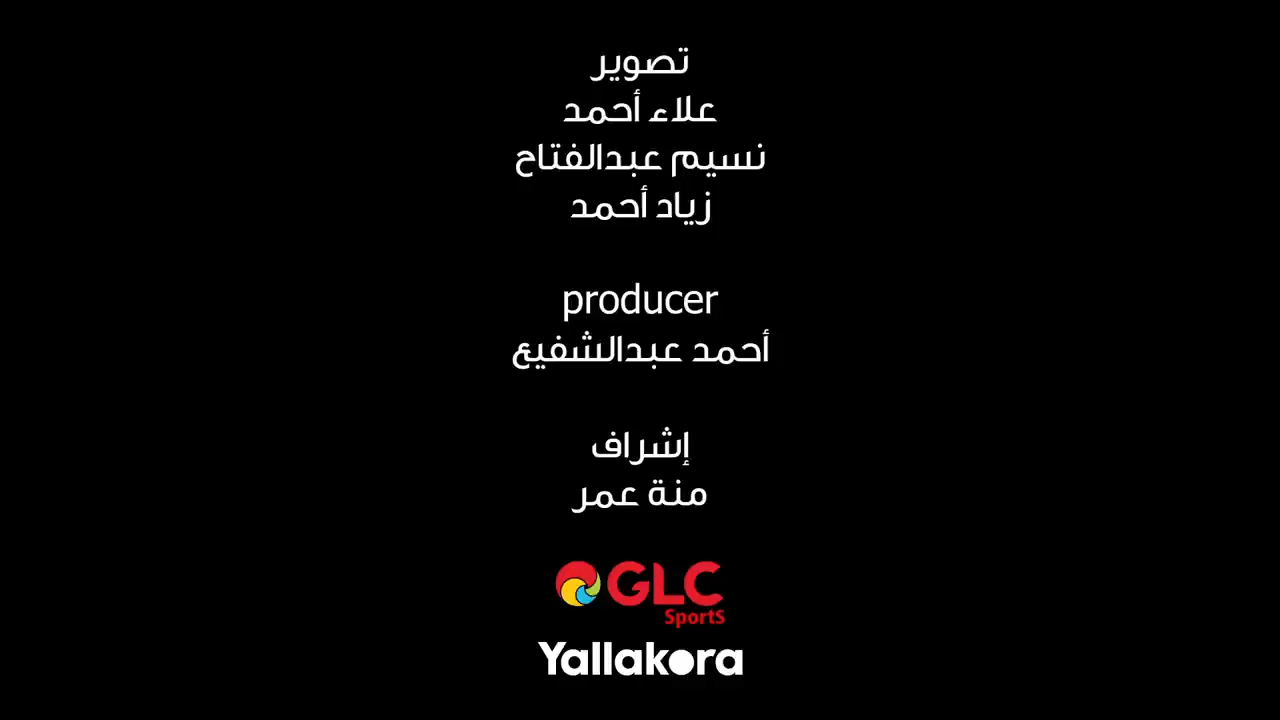 تصوير
علاء أحمد
نسيم عبدالفتاح
زياد أحمد
producer
أحمد عبدالشفيع
إشراف
منة عمر
GLC
Sports
Yallakora